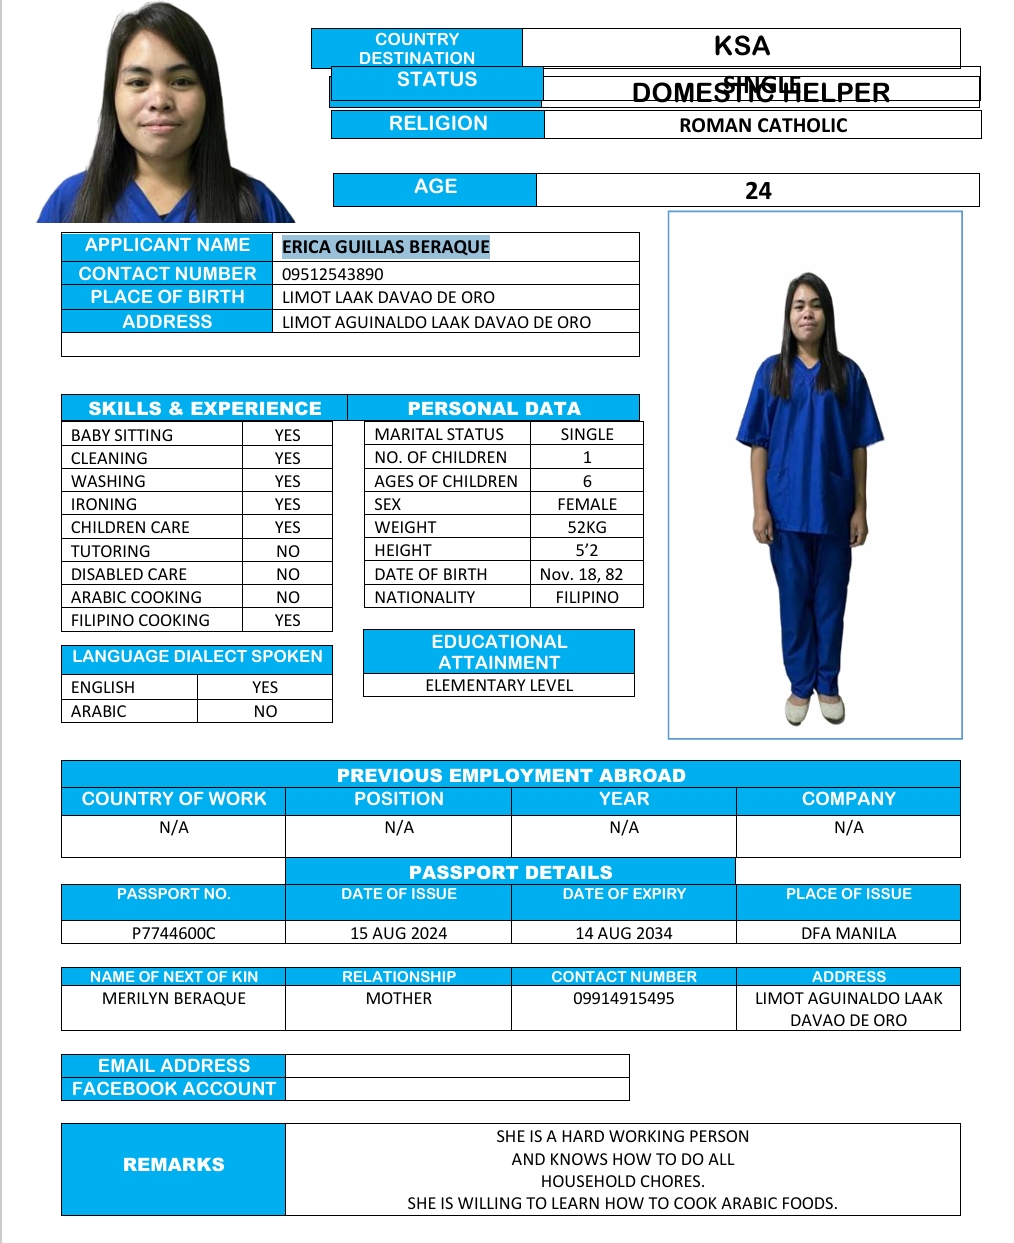 COUNTRY DESTINATION KSA
STATUS SINGLE
DOMESTIC HELPER
RELIGION ROMAN CATHOLIC
AGE 24
APPLICANT NAME ERICA GUILLAS BERAQUE
CONTACT NUMBER 09512543890
PLACE OF BIRTH LIMOT LAAK DAVAO DE ORO
ADDRESS LIMOT AGUINALDO LAAK DAVAO DE ORO
SKILLS & EXPERIENCE
BABY SITTING YES
CLEANING YES
WASHING YES
IRONING YES
CHILDREN CARE YES
TUTORING NO
DISABLED CARE NO
ARABIC COOKING NO
FILIPINO COOKING YES
LANGUAGE DIALECT SPOKEN
ENGLISH YES
ARABIC NO
PERSONAL DATA
MARITAL STATUS SINGLE
NO. OF CHILDREN 1
AGES OF CHILDREN 6
SEX FEMALE
WEIGHT 52KG
HEIGHT 5’2
DATE OF BIRTH Nov. 18, 82
NATIONALITY FILIPINO
EDUCATIONAL
ATTAINMENT
ELEMENTARY LEVEL
PREVIOUS EMPLOYMENT ABROAD
COUNTRY OF WORK POSITION YEAR COMPANY
N/A N/A N/A N/A
PASSPORT DETAILS
PASSPORT NO. DATE OF ISSUE DATE OF EXPIRY PLACE OF ISSUE
P7744600C 15 AUG 2024 14 AUG 2034 DFA MANILA
NAME OF NEXT OF KIN RELATIONSHIP CONTACT NUMBER ADDRESS
MERILYN BERAQUE MOTHER 09914915495 LIMOT AGUINALDO LAAK
DAVAO DE ORO
EMAIL ADDRESS
FACEBOOK ACCOUNT
REMARKS
SHE IS A HARD WORKING PERSON
AND KNOWS HOW TO DO ALL
HOUSEHOLD CHORES.
SHE IS WILLING TO LEARN HOW TO COOK ARABIC FOODS.